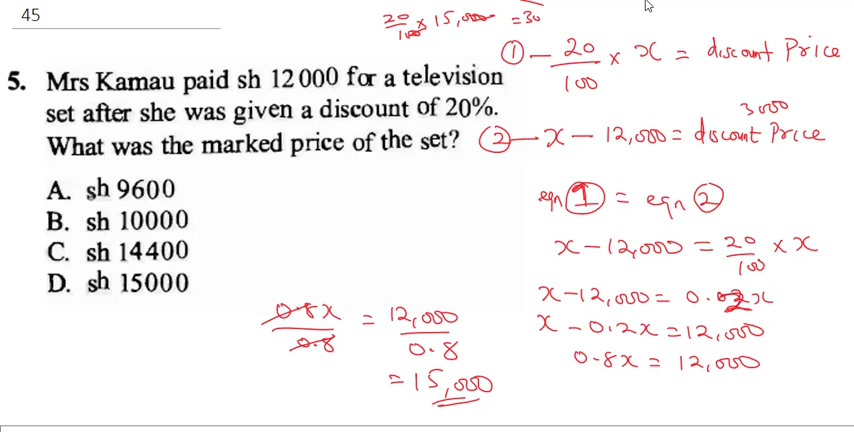 45
20/100 × 15,000 = 30
① — 20/100 × x = discount Price
5. Mrs Kamau paid sh 12 000 for a television
set after she was given a discount of 20%.
What was the marked price of the set?
3000
② — x — 12,000 = discount Price
A. sh 9600
B. sh 10000
C. sh 14400
D. sh 15000
eqn ① = eqn ②
x — 12,000 = 20/100 × x
x — 12,000 = 0.2x
x — 0.2x = 12,000
0.8x = 12,000
0.8x/0.8 = 12,000/0.8
= 15,000